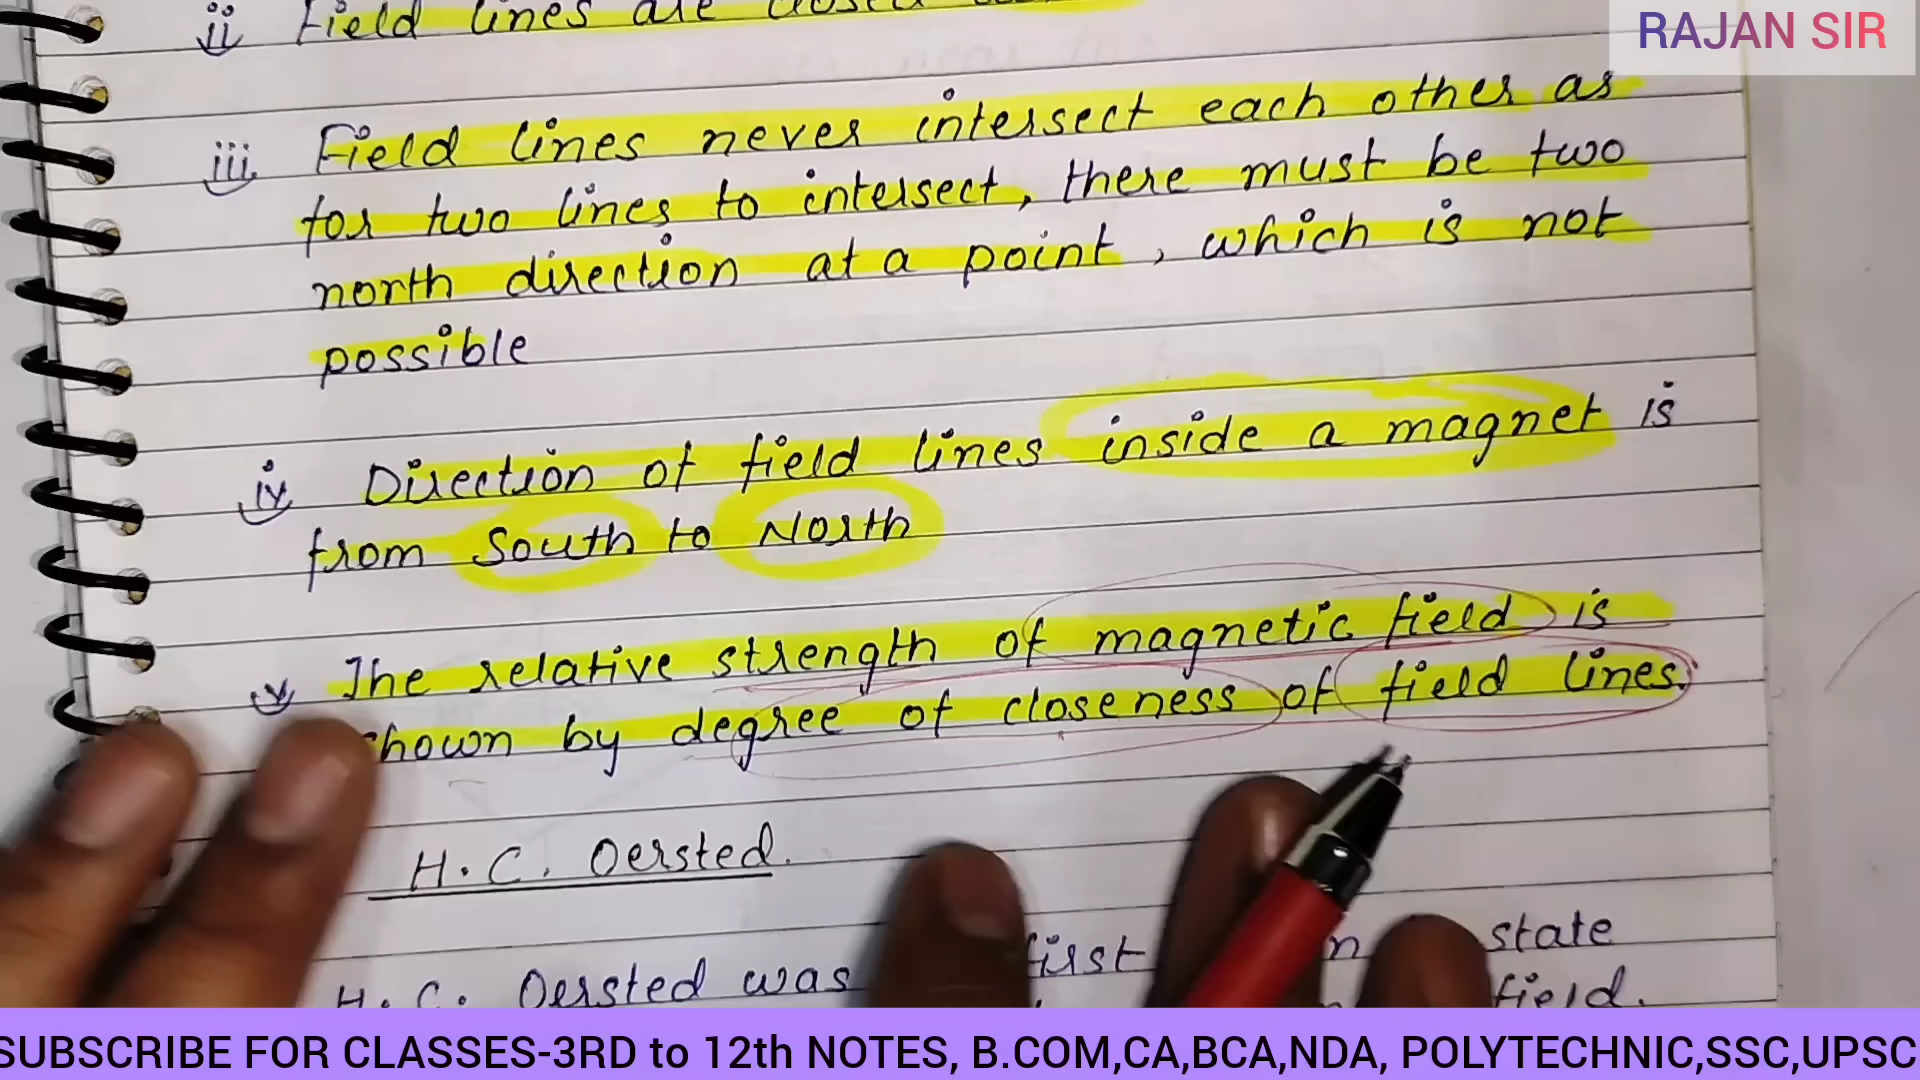 RAJAN SIR
ii Field lines are closed
iii Field lines never intersect each other as
for two lines to intersect, there must be two
north direction at a point, which is not
possible
iv Direction of field lines inside a magnet is
from South to North
v The relative strength of magnetic field is
shown by degree of closeness of field lines.
H. C. Oersted.
H. C. Oersted was first state
field.
SUBSCRIBE FOR CLASSES-3RD to 12th NOTES, B.COM,CA,BCA,NDA, POLYTECHNIC,SSC,UPSC